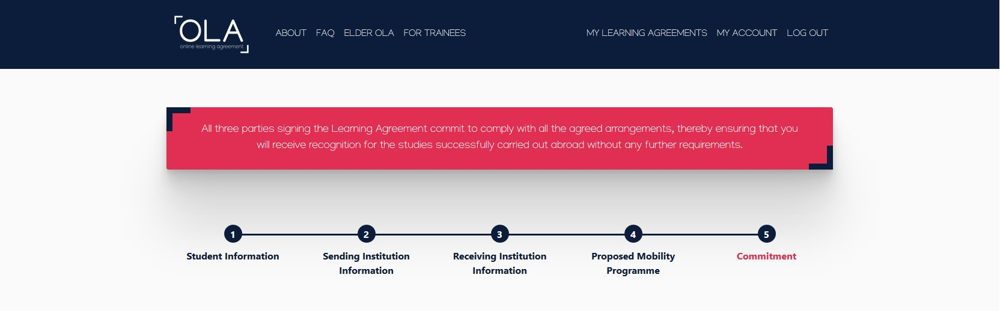 OLA
online learning agreement
ABOUT FAQ ELDER OLA FOR TRAINEES MY LEARNING AGREEMENTS MY ACCOUNT LOG OUT
All three parties signing the Learning Agreement commit to comply with all the agreed arrangements, thereby ensuring that you
will receive recognition for the studies successfully carried out abroad without any further requirements.
1 2 3 4 5
Student Information
Sending Institution
Information
Receiving Institution
Information
Proposed Mobility
Programme
Commitment